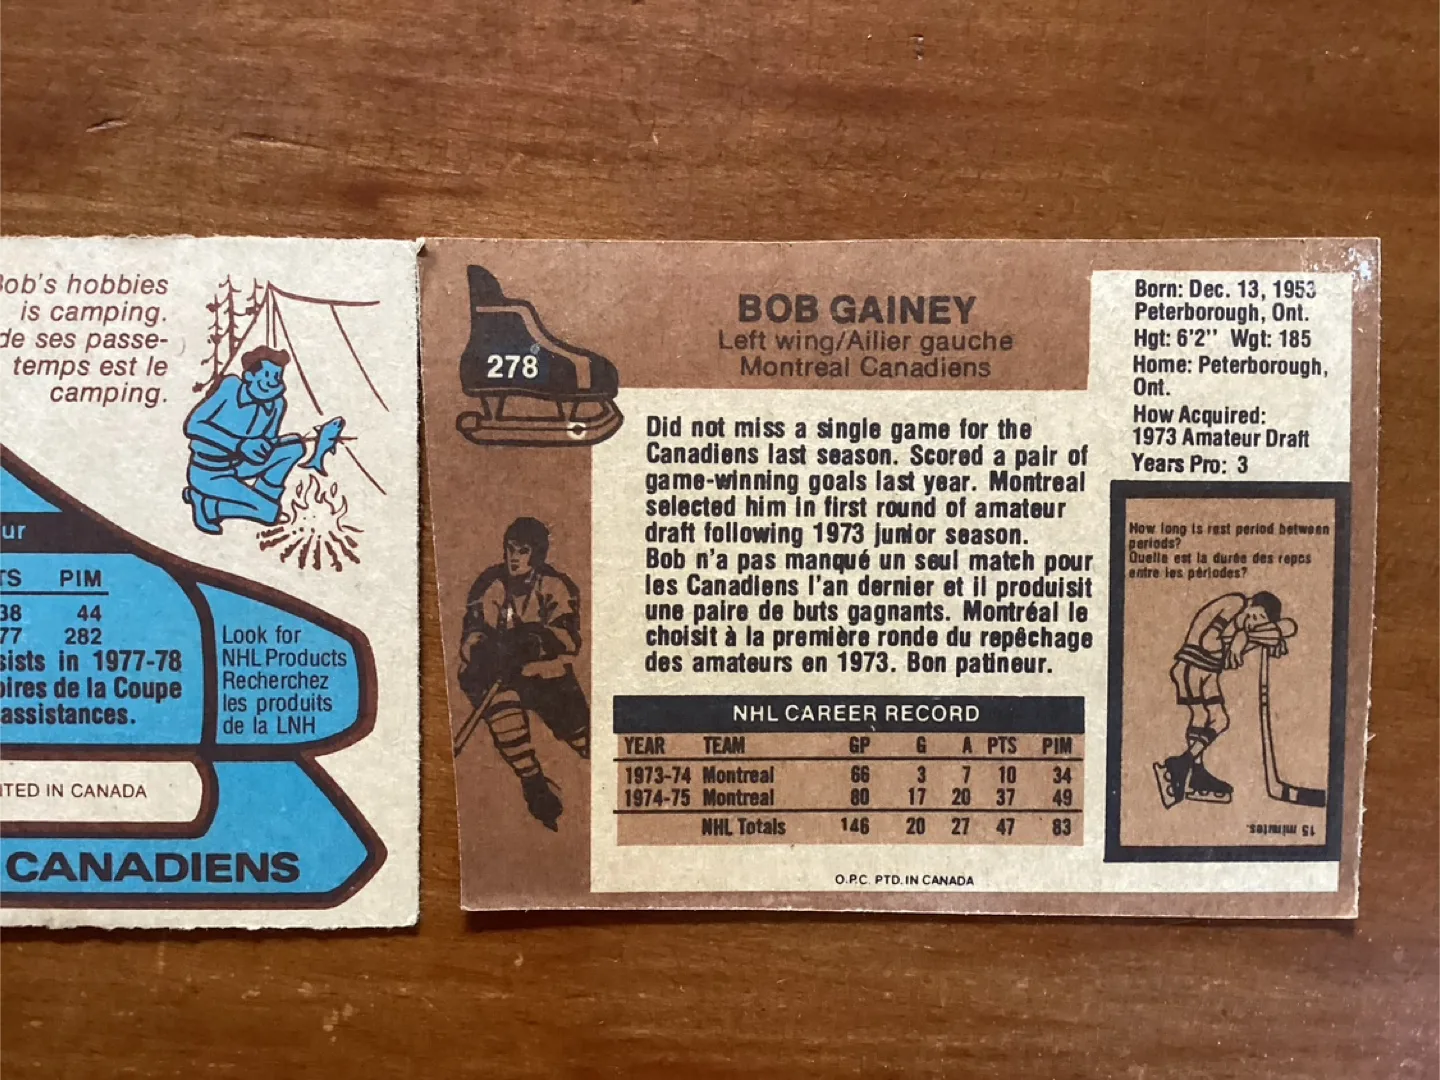 Bob's hobbies
is camping.
de ses passe-
temps est le
camping.
PIM
38 44
77 282
sists in 1977-78
oires de la Coupe
assistances.
Look for
NHL Products
Recherchez
les produits
de la LNH
TED IN CANADA
CANADIENS
278
BOB GAINEY
Left wing/Ailier gauche
Montreal Canadiens
Born: Dec. 13, 1953
Peterborough, Ont.
Hgt: 6'2" Wgt: 185
Home: Peterborough,
Ont.
How Acquired:
1973 Amateur Draft
Years Pro: 3
Did not miss a single game for the
Canadiens last season. Scored a pair of
game-winning goals last year. Montreal
selected him in first round of amateur
draft following 1973 junior season.
Bob n'a pas manqué un seul match pour
les Canadiens l'an dernier et il produisit
une paire de buts gagnants. Montréal le
choisit à la première ronde du repêchage
des amateurs en 1973. Bon patineur.
NHL CAREER RECORD
YEAR TEAM GP G A PTS PIM
1973-74 Montreal 66 3 7 10 34
1974-75 Montreal 80 17 20 37 49
NHL Totals 146 20 27 47 83
O.P.C. PTD. IN CANADA
How long is rest period between
periods?
Quelle est la durée des repos
entre les périodes?
15 minutes.